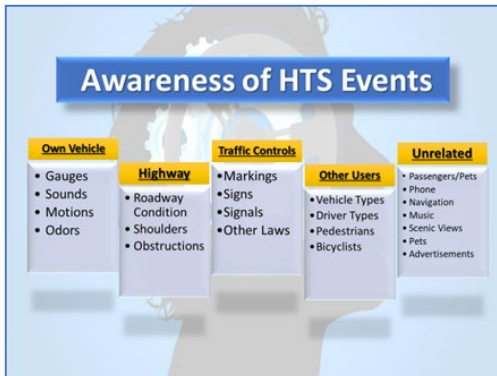 Awareness of HTS Events
Own Vehicle
• Gauges
• Sounds
• Motions
• Odors
Highway
• Roadway
Condition
• Shoulders
• Obstructions
Traffic Controls
• Markings
• Signs
• Signals
• Other Laws
Other Users
• Vehicle Types
• Driver Types
• Pedestrians
• Bicyclists
Unrelated
• Passengers/Pets
• Phone
• Navigation
• Music
• Scenic Views
• Pets
• Advertisements